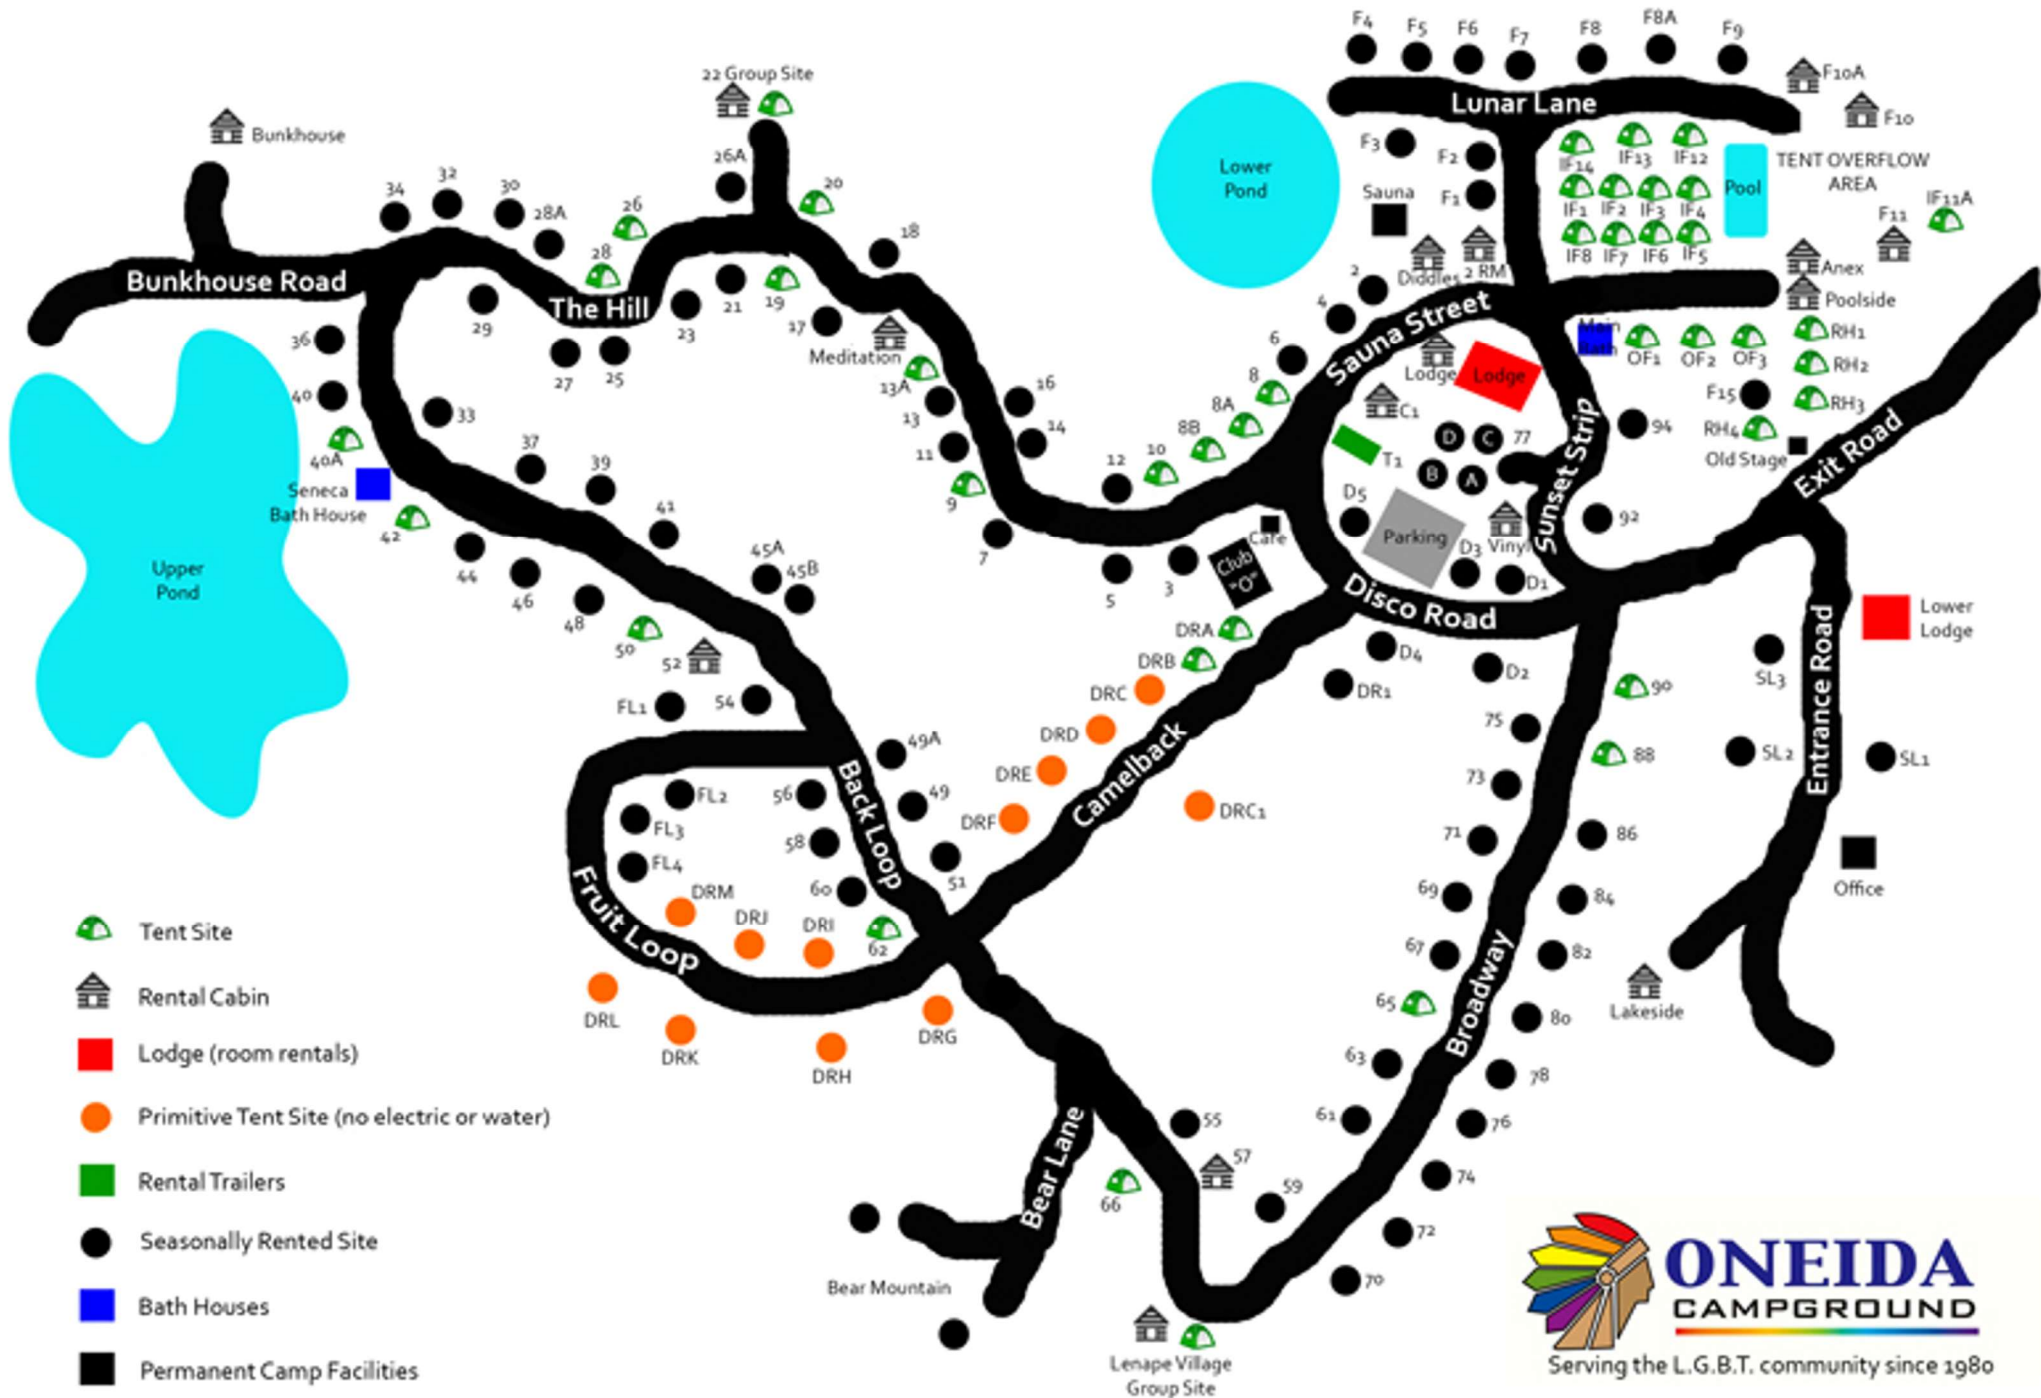 F4
F5
F6
F7
F8
F8A
F9
F10A
F10
Lunar Lane
F3
F2
F1
Sauna
IF14
IF13
IF12
IF1
IF2
IF3
IF4
IF8
IF7
IF6
IF5
Pool
TENT OVERFLOW
AREA
IF11A
F11
Anex
Poolside
Lower
Pond
Diddles
2 RM
22 Group Site
26A
20
18
Bunkhouse
34
32
30
28A
26
28
Bunkhouse Road
The Hill
29
27
25
23
21
19
17
Meditation
13A
13
11
9
7
16
14
12
10
8B
8A
8
6
4
2
5
3
Sauna Street
Lodge
Lodge
C1
T1
D
C
B
A
77
D5
Parking
D3
Vinyl
D1
Sunset Strip
Main
Bath
OF1
OF2
OF3
RH1
RH2
RH3
RH4
F15
94
92
Old Stage
Exit Road
Cafe
Club
"O"
Disco Road
36
40
40A
33
Seneca
Bath House
42
37
39
41
44
46
48
50
52
54
45A
45B
Upper
Pond
FL1
FL2
FL3
FL4
49A
49
51
56
58
60
62
Back Loop
Fruit Loop
Camelback
DRA
DRB
DRC
DRD
DRE
DRF
DRC1
DRM
DRJ
DRI
DRL
DRK
DRH
DRG
DR1
D4
D2
90
88
86
84
82
80
78
76
74
72
70
75
73
71
69
67
65
63
61
59
57
55
66
Broadway
Entrance Road
Lower
Lodge
SL3
SL2
SL1
Office
Lakeside
Bear Lane
Bear Mountain
Lenape Village
Group Site
Tent Site
Rental Cabin
Lodge (room rentals)
Primitive Tent Site (no electric or water)
Rental Trailers
Seasonally Rented Site
Bath Houses
Permanent Camp Facilities
ONEIDA
CAMPGROUND
Serving the L.G.B.T. community since 1980